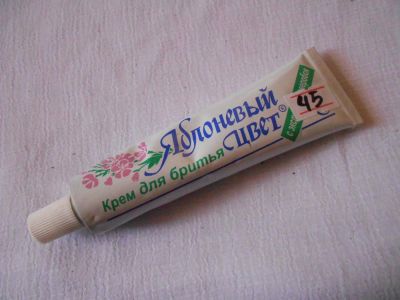 Яблоневый
цвет®
Крем для бритья
45